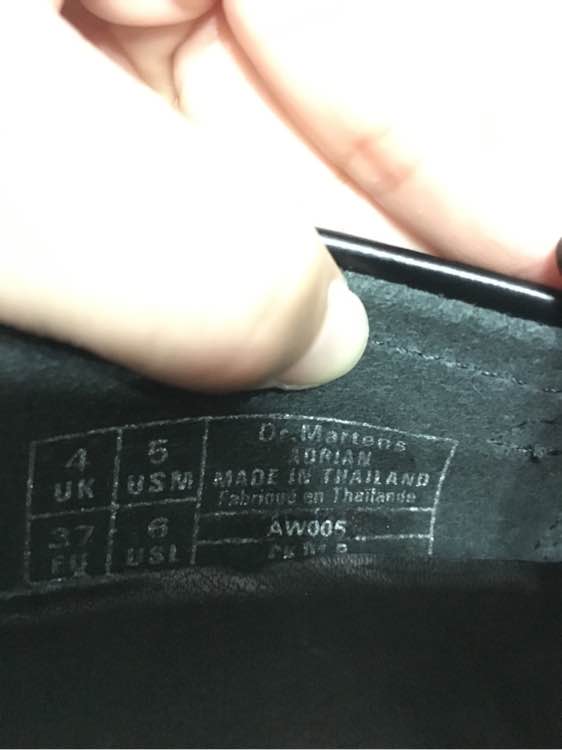 4
UK
5
USM
Dr. Martens
ADRIAN
MADE IN THAILAND
Fabriqué en Thaïlande
37
EU
6
USL
AW005